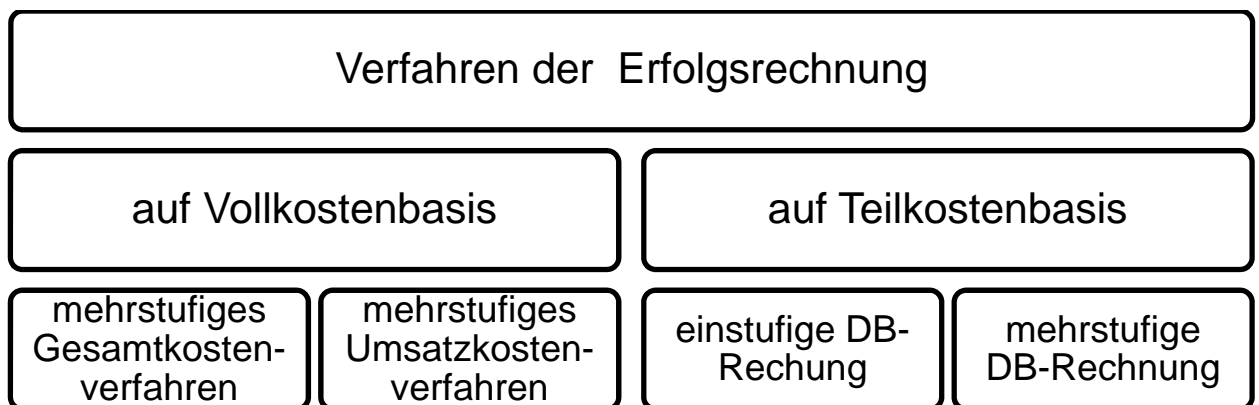 Verfahren der Erfolgsrechnung
auf Vollkostenbasis
auf Teilkostenbasis
mehrstufiges
Gesamtkosten-
verfahren
mehrstufiges
Umsatzkosten-
verfahren
einstufige DB-
Rechung
mehrstufige
DB-Rechnung